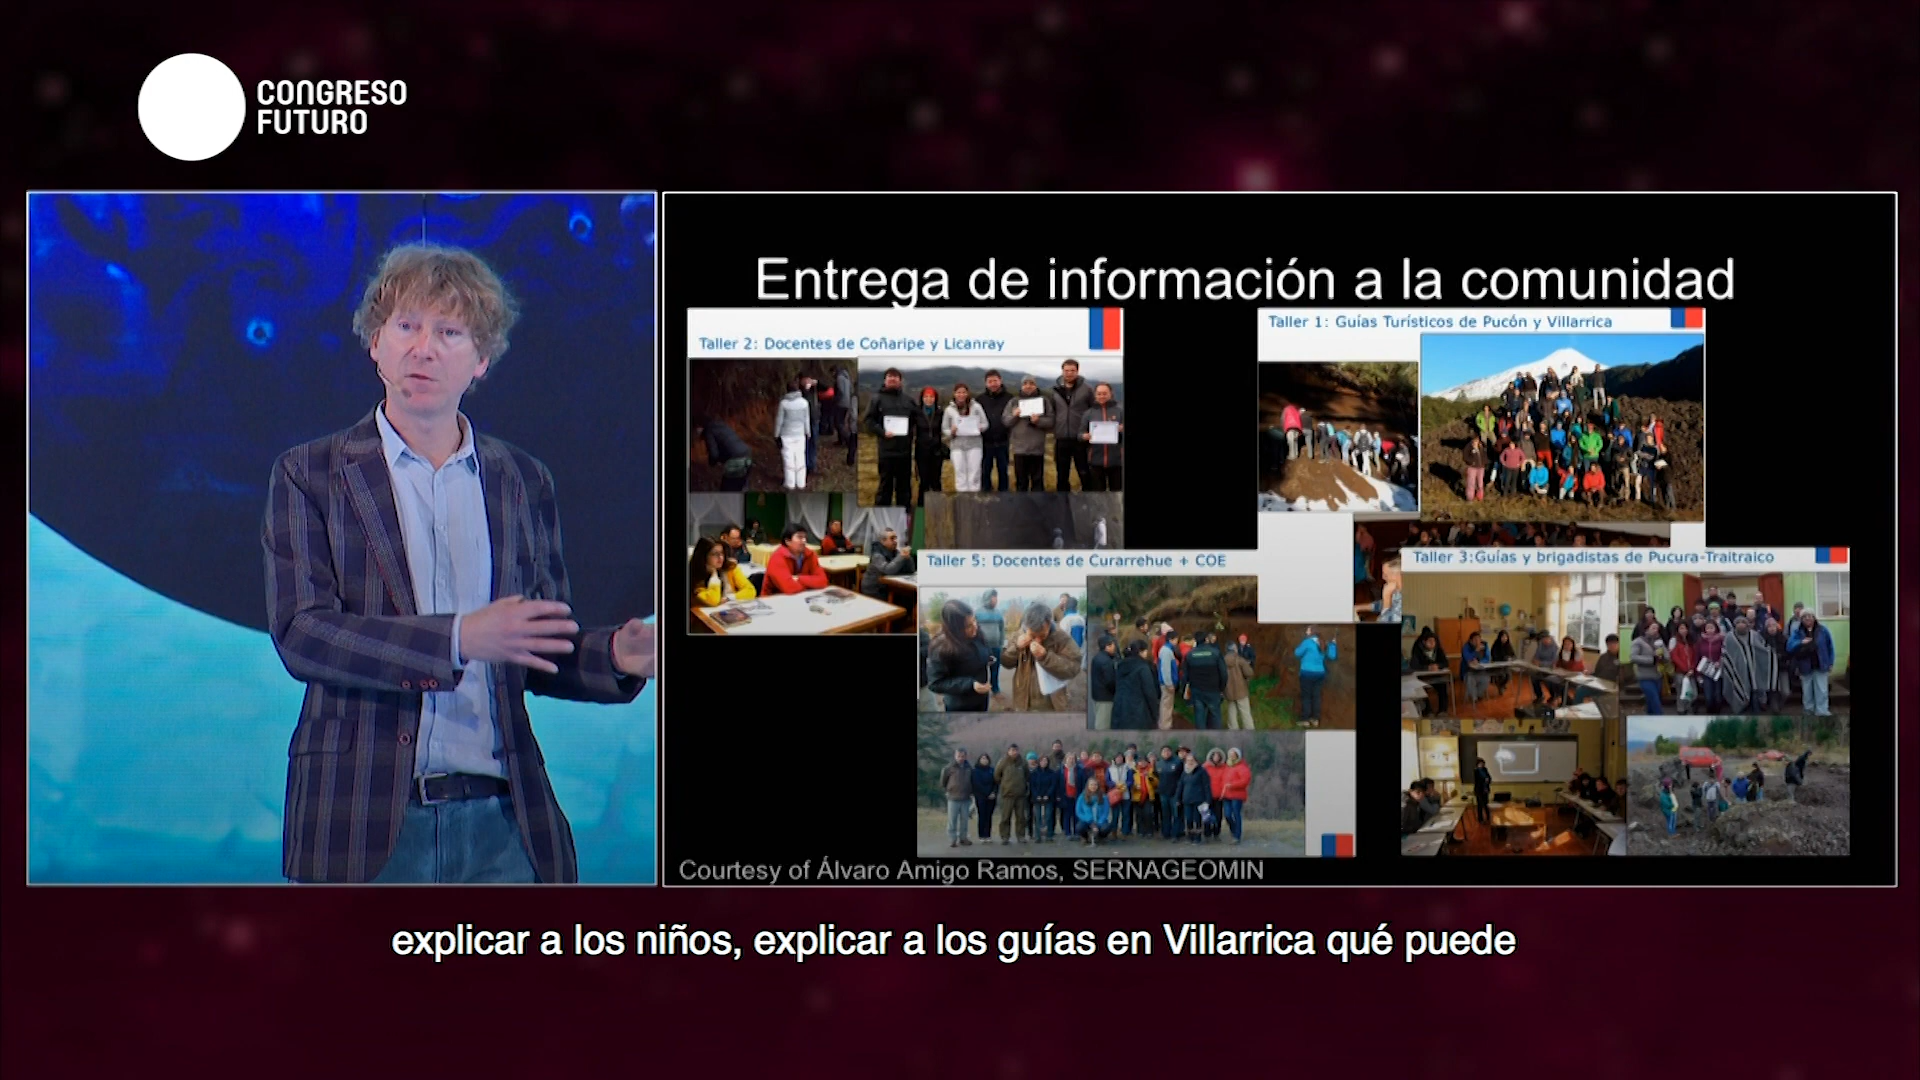 CONGRESO
FUTURO
Entrega de información a la comunidad
Taller 2: Docentes de Coñaripe y Licanray
Taller 1: Guías Turísticos de Pucón y Villarrica
Taller 5: Docentes de Curarrehue + COE
Taller 3:Guías y brigadistas de Pucura-Traitraico
Courtesy of Álvaro Amigo Ramos, SERNAGEOMIN
explicar a los niños, explicar a los guías en Villarrica qué puede